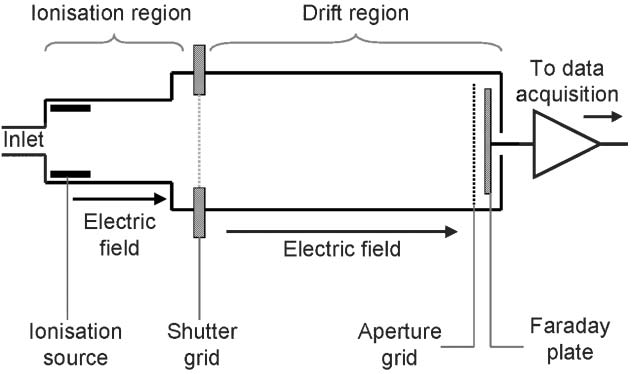 Ionisation region
Drift region
To data
acquisition
Inlet
Electric
field
Electric field
Ionisation
source
Shutter
grid
Aperture
grid
Faraday
plate